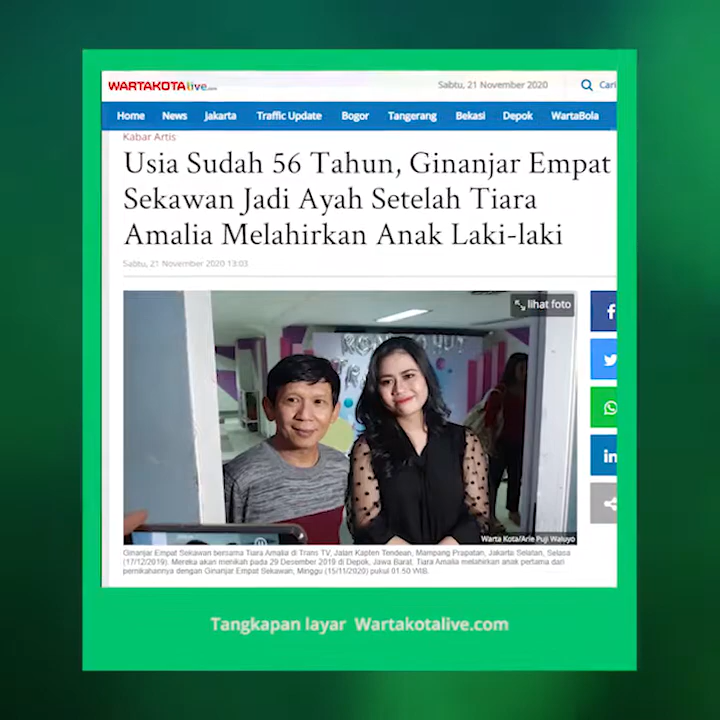 WARTAKOTAlive.com
Sabtu, 21 November 2020
Cari
Home News Jakarta Traffic Update Bogor Tangerang Bekasi Depok WartaBola
Kabar Artis
Usia Sudah 56 Tahun, Ginanjar Empat
Sekawan Jadi Ayah Setelah Tiara
Amalia Melahirkan Anak Laki-laki
Sabtu, 21 November 2020 13:03
lihat foto
Warta Kota/Arie Puji Waluyo
Ginanjar Empat Sekawan bersama Tiara Amalia di Trans TV, Jalan Kapten Tendean, Mampang Prapatan, Jakarta Selatan, Selasa
(17/12/2019). Mereka akan menikah pada 29 Desember 2019 di Depok, Jawa Barat. Tiara Amalia melahirkan anak pertama dari
pernikahannya dengan Ginanjar Empat Sekawan, Minggu (15/11/2020) pukul 01.50 WIB.
Tangkapan layar Wartakotalive.com